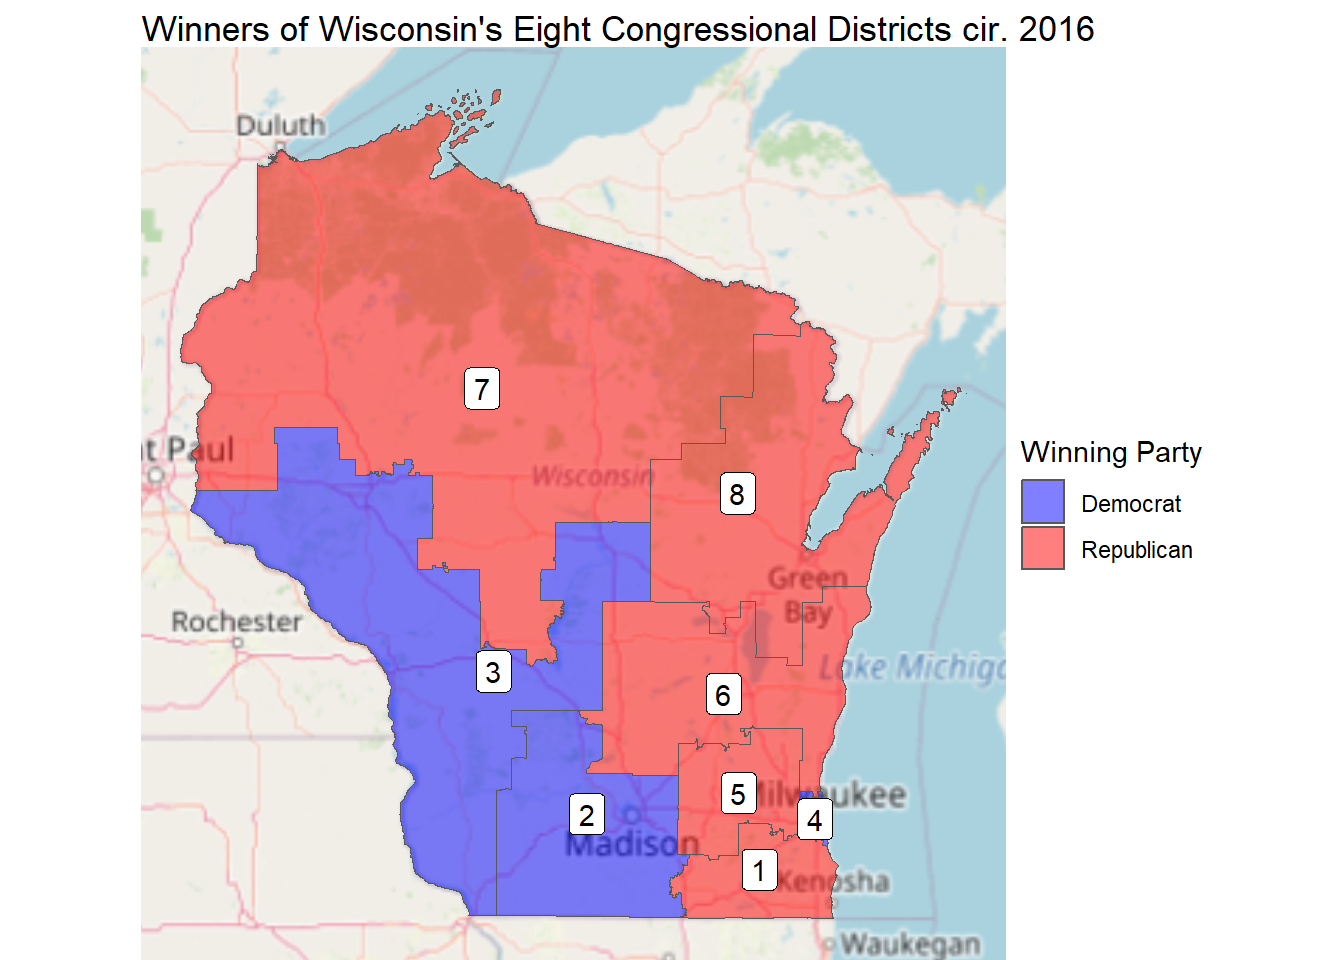 Winners of Wisconsin's Eight Congressional Districts cir. 2016
Duluth
7
t Paul
Wisconsin
8
Winning Party
Democrat
Republican
Green
Bay
Rochester
3
Lake Michiga
6
5
Milwaukee
2
4
Madison
1
Kenosha
Waukegan